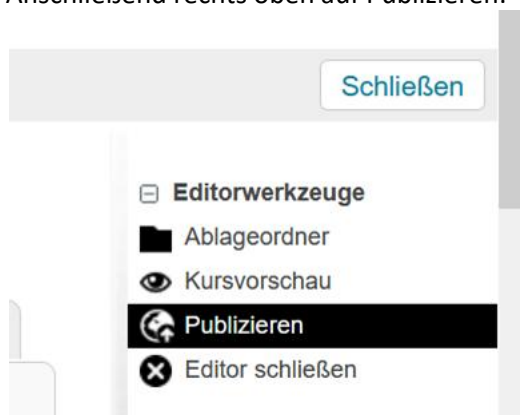 Anschließend rechts oben auf Publizieren.
Schließen
Editorwerkzeuge
Ablageordner
Kursvorschau
Publizieren
Editor schließen